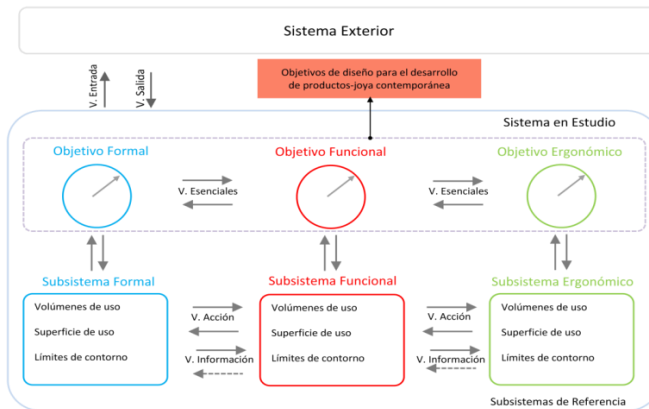 Sistema Exterior
Objetivos de diseño para el desarrollo
de productos-joya contemporánea
V. Entrada
V. Salida
Sistema en Estudio
Objetivo Formal
Objetivo Funcional
Objetivo Ergonómico
V. Esenciales
V. Esenciales
Subsistema Formal
Subsistema Funcional
Subsistema Ergonómico
Volúmenes de uso
Superficie de uso
Límites de contorno
V. Acción
V. Información
Volúmenes de uso
Superficie de uso
Límites de contorno
V. Acción
V. Información
Volúmenes de uso
Superficie de uso
Límites de contorno
Subsistemas de Referencia